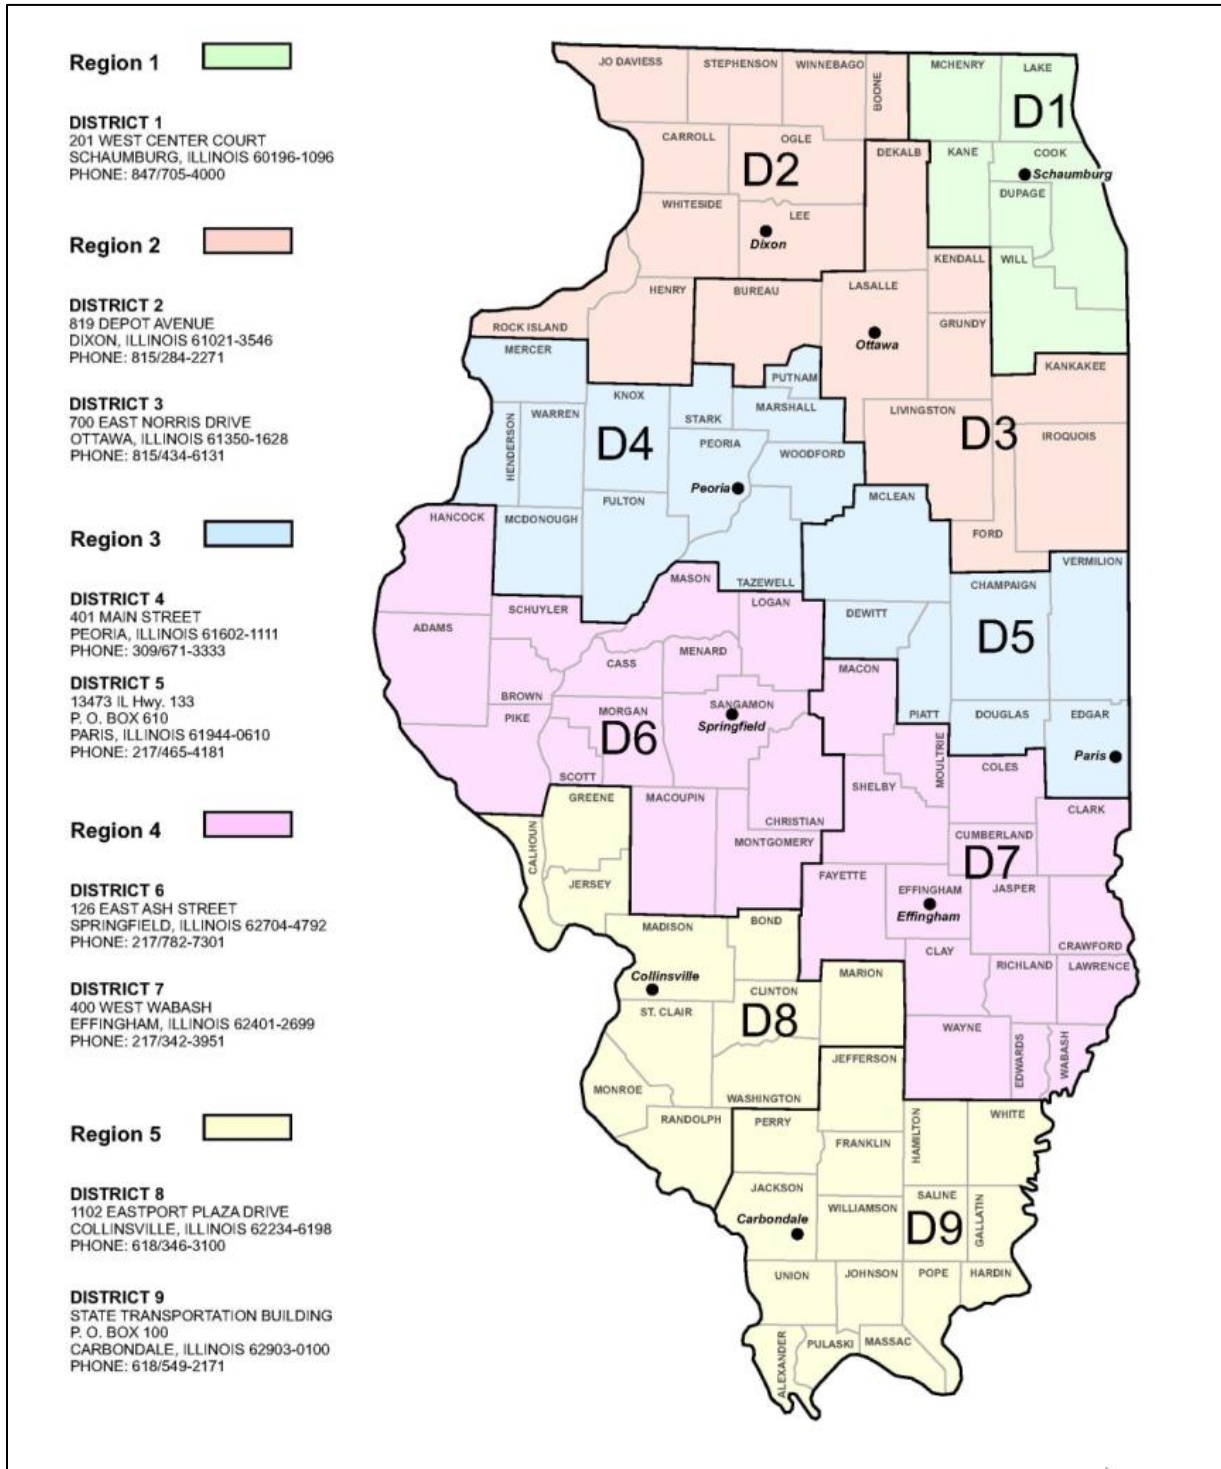 Region 1
DISTRICT 1
201 WEST CENTER COURT
SCHAUMBURG, ILLINOIS 60196-1096
PHONE: 847/705-4000
Region 2
DISTRICT 2
819 DEPOT AVENUE
DIXON, ILLINOIS 61021-3546
PHONE: 815/284-2271
DISTRICT 3
700 EAST NORRIS DRIVE
OTTAWA, ILLINOIS 61350-1628
PHONE: 815/434-6131
Region 3
DISTRICT 4
401 MAIN STREET
PEORIA, ILLINOIS 61602-1111
PHONE: 309/671-3333
DISTRICT 5
13473 IL Hwy. 133
P. O. BOX 610
PARIS, ILLINOIS 61944-0610
PHONE: 217/465-4181
Region 4
DISTRICT 6
126 EAST ASH STREET
SPRINGFIELD, ILLINOIS 62704-4792
PHONE: 217/782-7301
DISTRICT 7
400 WEST WABASH
EFFINGHAM, ILLINOIS 62401-2699
PHONE: 217/342-3951
Region 5
DISTRICT 8
1102 EASTPORT PLAZA DRIVE
COLLINSVILLE, ILLINOIS 62234-6198
PHONE: 618/346-3100
DISTRICT 9
STATE TRANSPORTATION BUILDING
P. O. BOX 100
CARBONDALE, ILLINOIS 62903-0100
PHONE: 618/549-2171
JO DAVIESS
STEPHENSON
WINNEBAGO
BOONE
MCHENRY
LAKE
D1
CARROLL
OGLE
D2
DEKALB
KANE
COOK
Schaumburg
DUPAGE
WHITESIDE
LEE
Dixon
KENDALL
WILL
HENRY
BUREAU
LASALLE
ROCK ISLAND
GRUNDY
Ottawa
MERCER
KANKAKEE
PUTNAM
KNOX
STARK
MARSHALL
HENDERSON
WARREN
D4
LIVINGSTON
D3
IROQUOIS
PEORIA
WOODFORD
Peoria
FULTON
MCLEAN
HANCOCK
MCDONOUGH
FORD
VERMILION
MASON
TAZEWELL
CHAMPAIGN
SCHUYLER
LOGAN
DEWITT
ADAMS
D5
CASS
MENARD
MACON
BROWN
SANGAMON
Springfield
PIKE
MORGAN
D6
PIATT
DOUGLAS
EDGAR
Paris
MOULTRIE
SCOTT
COLES
SHELBY
GREENE
MACOUPIN
CLARK
CHRISTIAN
CALHOUN
MONTGOMERY
CUMBERLAND
D7
JERSEY
FAYETTE
EFFINGHAM
Effingham
JASPER
MADISON
BOND
CLAY
CRAWFORD
RICHLAND
LAWRENCE
Collinsville
MARION
CLINTON
ST. CLAIR
D8
WAYNE
EDWARDS
WABASH
JEFFERSON
MONROE
WASHINGTON
RANDOLPH
PERRY
HAMILTON
WHITE
FRANKLIN
JACKSON
Carbondale
WILLIAMSON
SALINE
D9
GALLATIN
UNION
JOHNSON
POPE
HARDIN
ALEXANDER
PULASKI
MASSAC